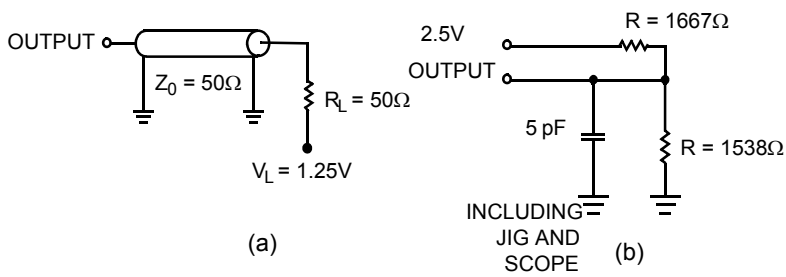 OUTPUT
Z0 = 50Ω
RL = 50Ω
VL = 1.25V
(a)
2.5V
R = 1667Ω
OUTPUT
5 pF
R = 1538Ω
INCLUDING
JIG AND
SCOPE
(b)